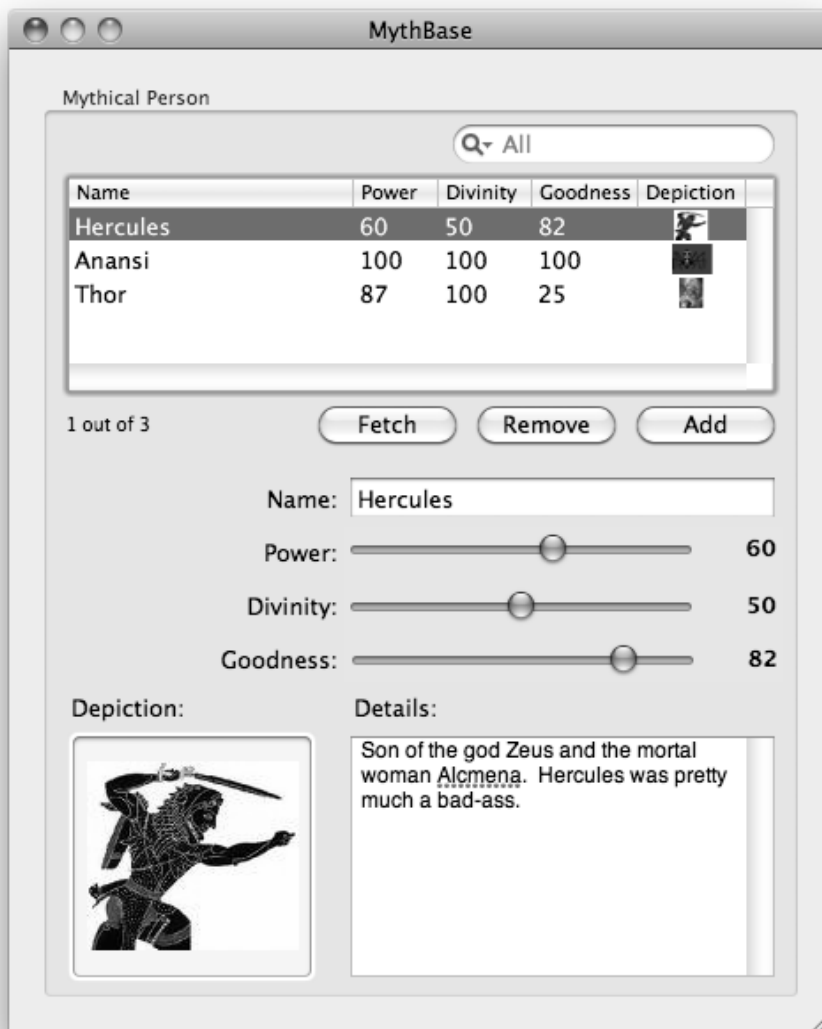 MythBase
Mythical Person
All
Name Power Divinity Goodness Depiction
Hercules 60 50 82
Anansi 100 100 100
Thor 87 100 25
1 out of 3 Fetch Remove Add
Name: Hercules
Power: 60
Divinity: 50
Goodness: 82
Depiction: Details:
Son of the god Zeus and the mortal
woman Alcmena.  Hercules was pretty
much a bad-ass.